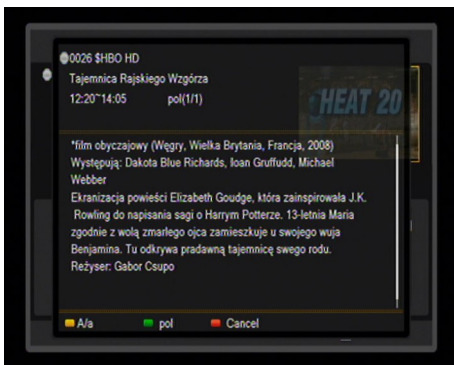 0026 $HBO HD
Tajemnica Rajskiego Wzgórza
12:20~14:05 pol(1/1)
HEAT 20
*film obyczajowy (Węgry, Wielka Brytania, Francja, 2008)
Występują: Dakota Blue Richards, Ioan Gruffudd, Michael
Webber
Ekranizacja powieści Elizabeth Goudge, która zainspirowała J.K.
Rowling do napisania sagi o Harrym Potterze. 13-letnia Maria
zgodnie z wolą zmarłego ojca zamieszkuje u swojego wuja
Benjamina. Tu odkrywa pradawną tajemnicę swego rodu.
Reżyser: Gabor Csupo
A/a pol Cancel